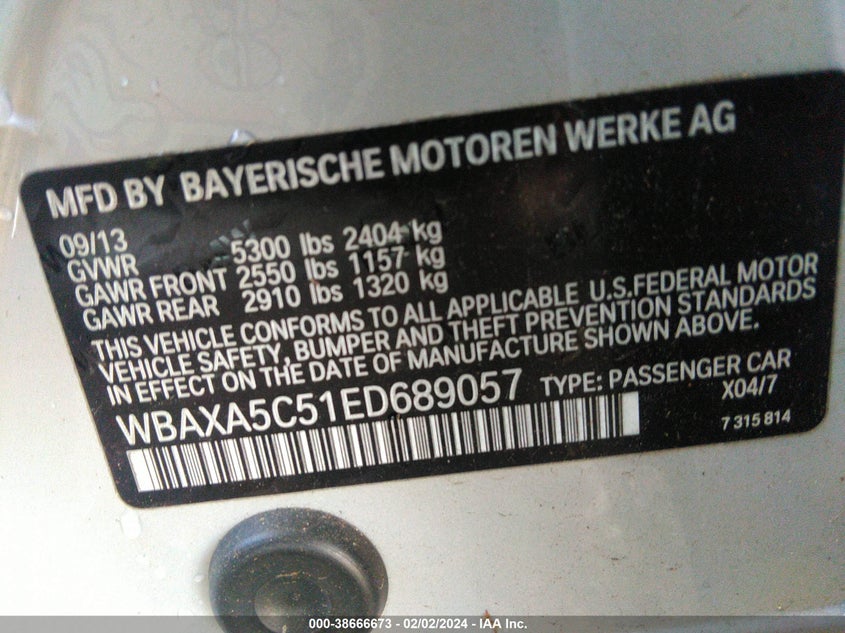 MFD BY BAYERISCHE MOTOREN WERKE AG
09/13
GVWR 5300 lbs 2404 kg
GAWR FRONT 2550 lbs 1157 kg
GAWR REAR 2910 lbs 1320 kg
THIS VEHICLE CONFORMS TO ALL APPLICABLE U.S.FEDERAL MOTOR
VEHICLE SAFETY, BUMPER AND THEFT PREVENTION STANDARDS
IN EFFECT ON THE DATE OF MANUFACTURE SHOWN ABOVE.
WBAXA5C51ED689057 TYPE: PASSENGER CAR
X04/7
7 315 814
000-38666673 - 02/02/2024 - IAA Inc.